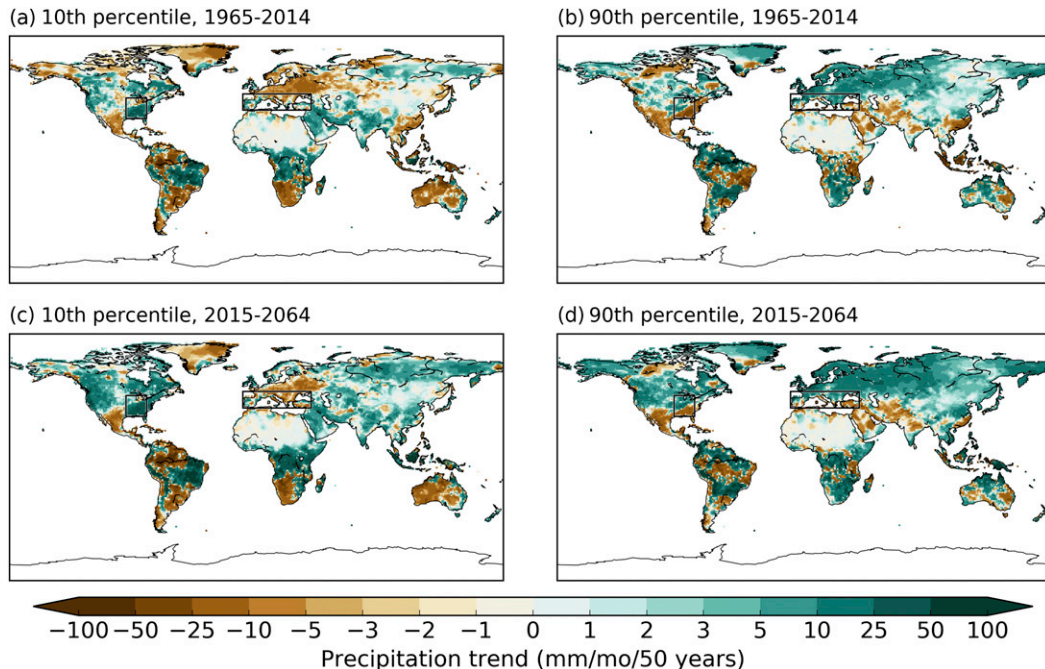 (a) 10th percentile, 1965-2014
(b) 90th percentile, 1965-2014
(c) 10th percentile, 2015-2064
(d) 90th percentile, 2015-2064
−100 −50 −25 −10 −5 −3 −2 −1 0 1 2 3 5 10 25 50 100
Precipitation trend (mm/mo/50 years)